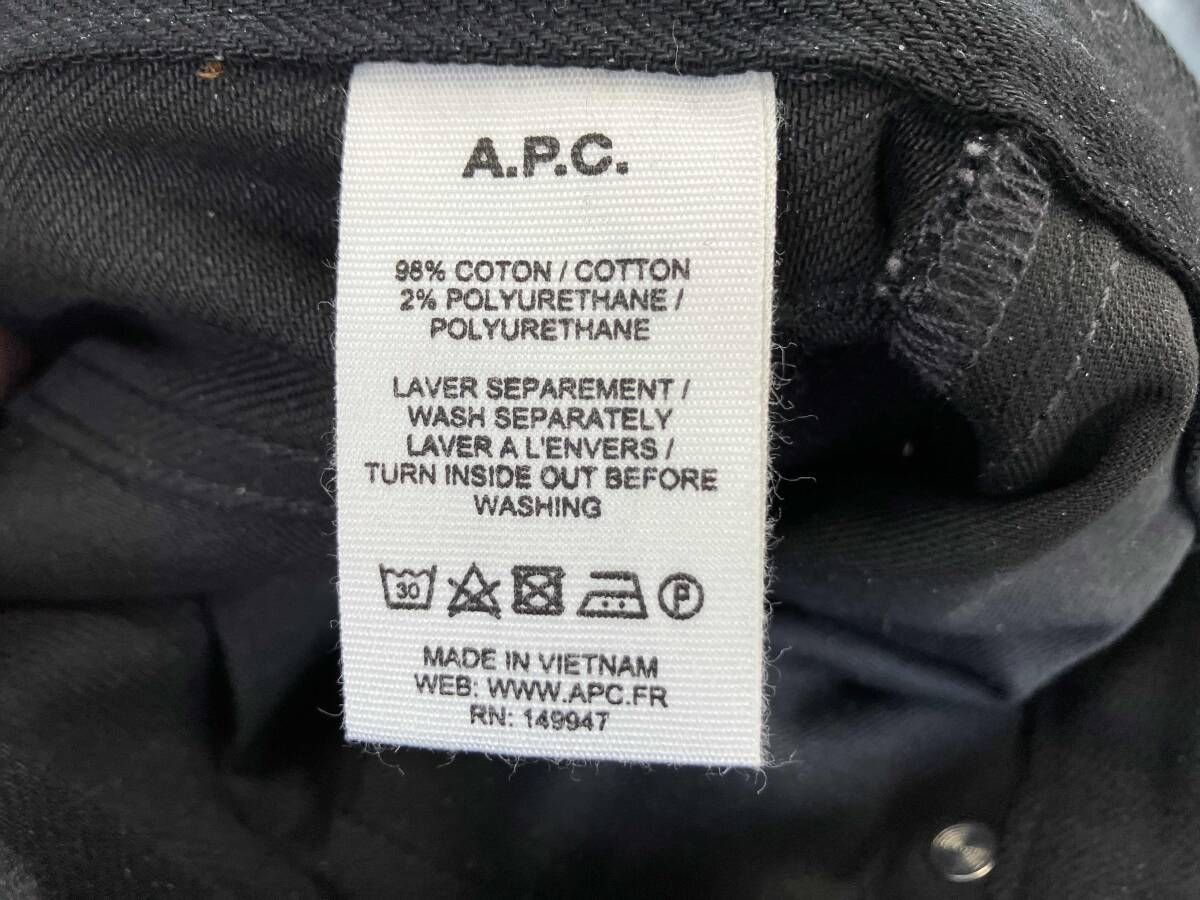 A.P.C.
98% COTON / COTTON
2% POLYURETHANE /
POLYURETHANE
LAVER SEPAREMENT /
WASH SEPARATELY
LAVER A L'ENVERS /
TURN INSIDE OUT BEFORE
WASHING
30 P
MADE IN VIETNAM
WEB: WWW.APC.FR
RN: 149947